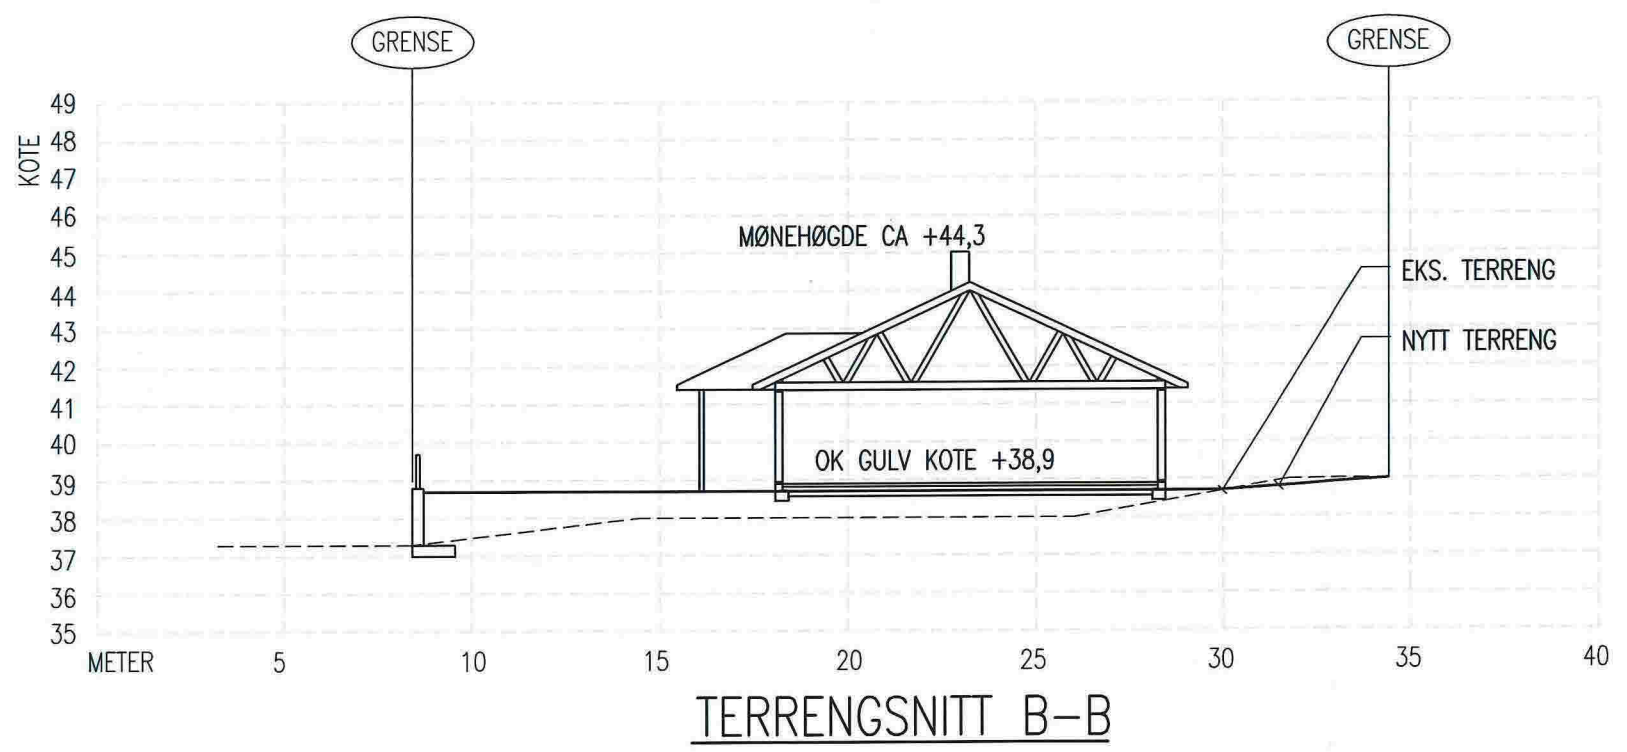 GRENSE
GRENSE
KOTE
49
48
47
46
45
44
43
42
41
40
39
38
37
36
35
MØNEHØGDE CA +44,3
EKS. TERRENG
NYTT TERRENG
OK GULV KOTE +38,9
METER 5 10 15 20 25 30 35 40
TERRENGSNITT B-B